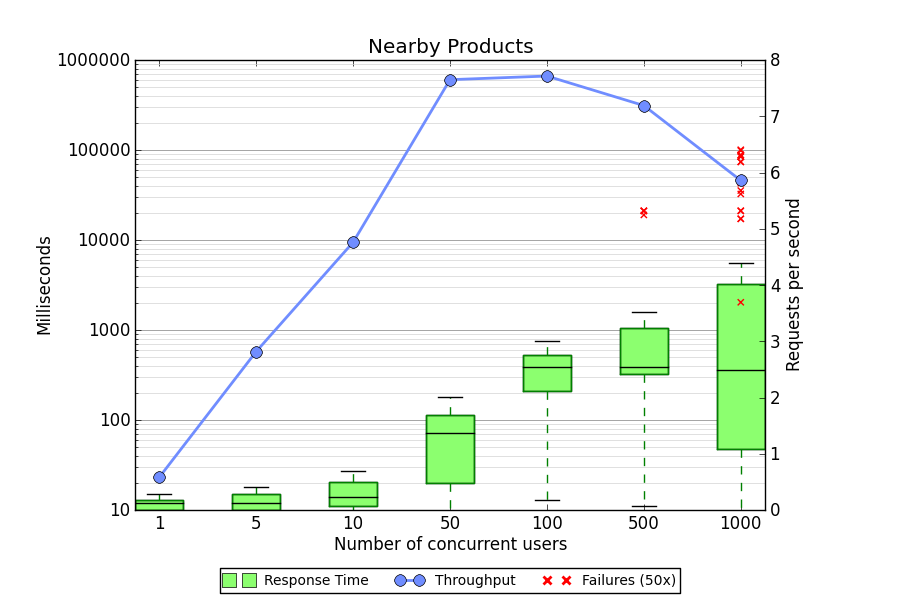 Nearby Products
1000000
100000
10000
1000
100
10
Milliseconds
8
7
6
5
4
3
2
1
0
Requests per second
1 5 10 50 100 500 1000
Number of concurrent users
Response Time Throughput Failures (50x)